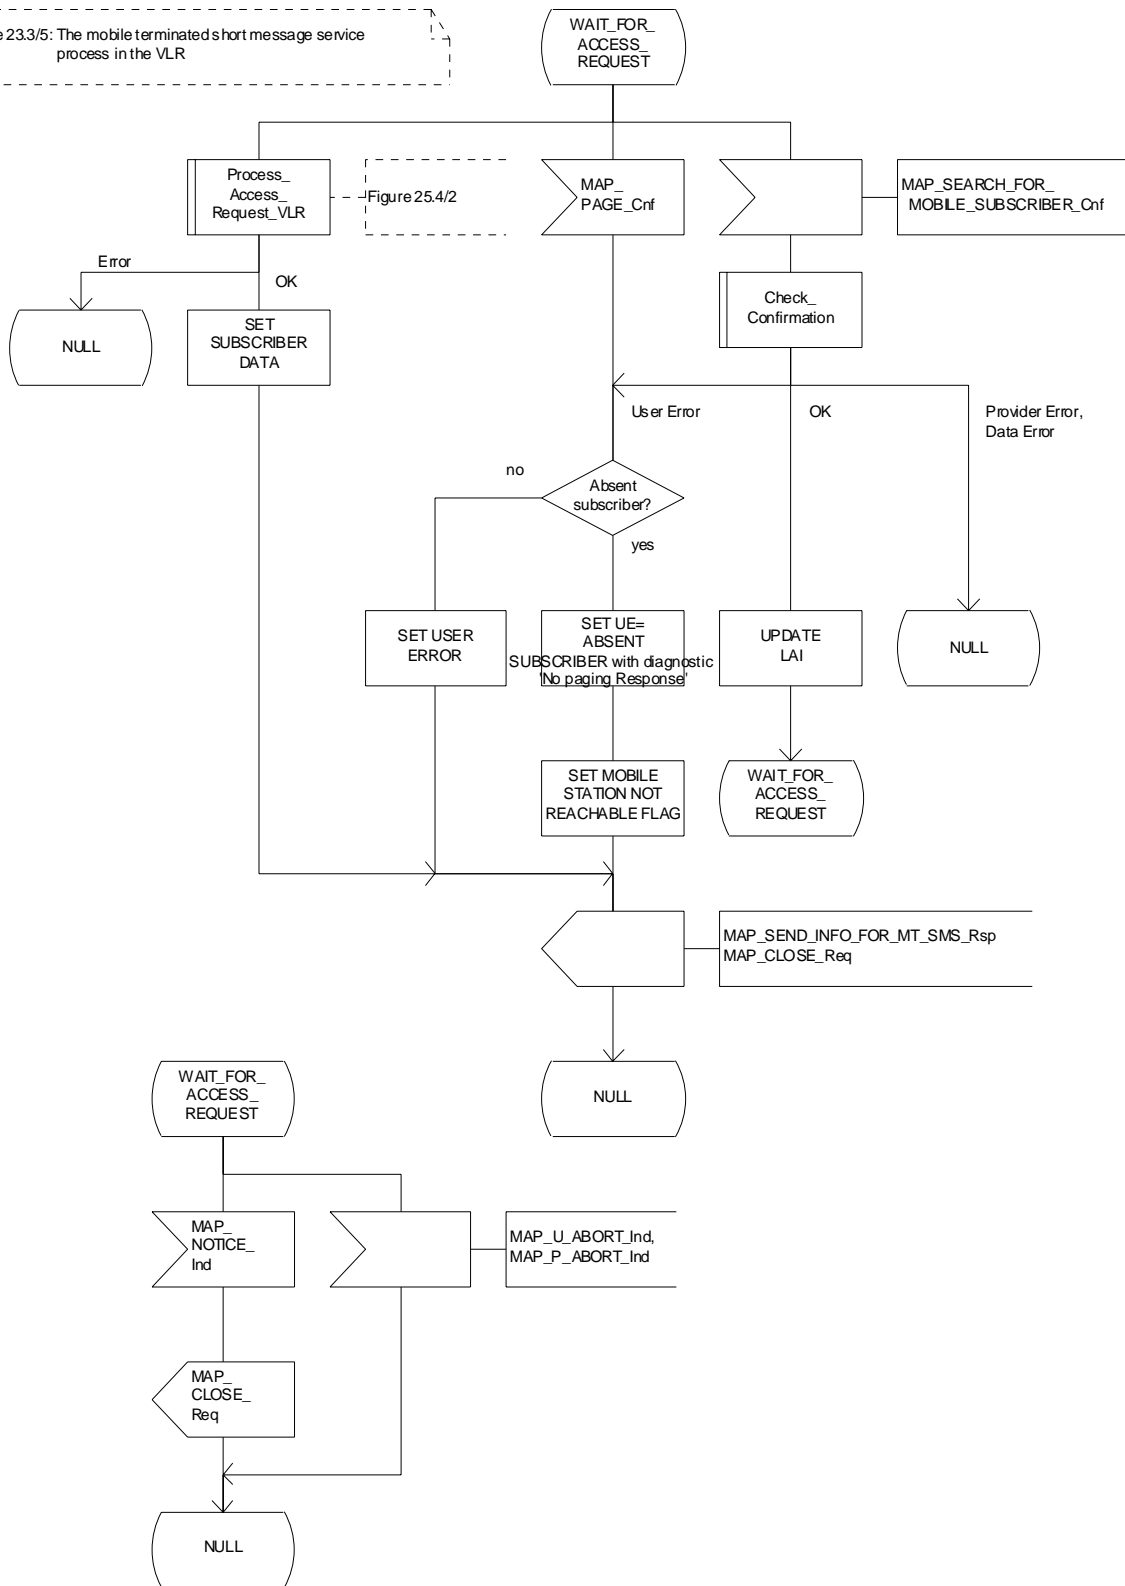 e 23.3/5: The mobile terminated short message service
process in the VLR
WAIT_FOR_
ACCESS_
REQUEST
Process_
Access_
Request_VLR
Figure 25.4/2
MAP_
PAGE_Cnf
MAP_SEARCH_FOR_
MOBILE_SUBSCRIBER_Cnf
Error
OK
NULL
SET
SUBSCRIBER
DATA
Check_
Confirmation
User Error
OK
Provider Error,
Data Error
no
Absent
subscriber?
yes
SET USER
ERROR
SET UE=
ABSENT
SUBSCRIBER with diagnostic
'No paging Response'
UPDATE
LAI
NULL
SET MOBILE
STATION NOT
REACHABLE FLAG
WAIT_FOR_
ACCESS_
REQUEST
MAP_SEND_INFO_FOR_MT_SMS_Rsp
MAP_CLOSE_Req
NULL
WAIT_FOR_
ACCESS_
REQUEST
MAP_
NOTICE_
Ind
MAP_U_ABORT_Ind,
MAP_P_ABORT_Ind
MAP_
CLOSE_
Req
NULL